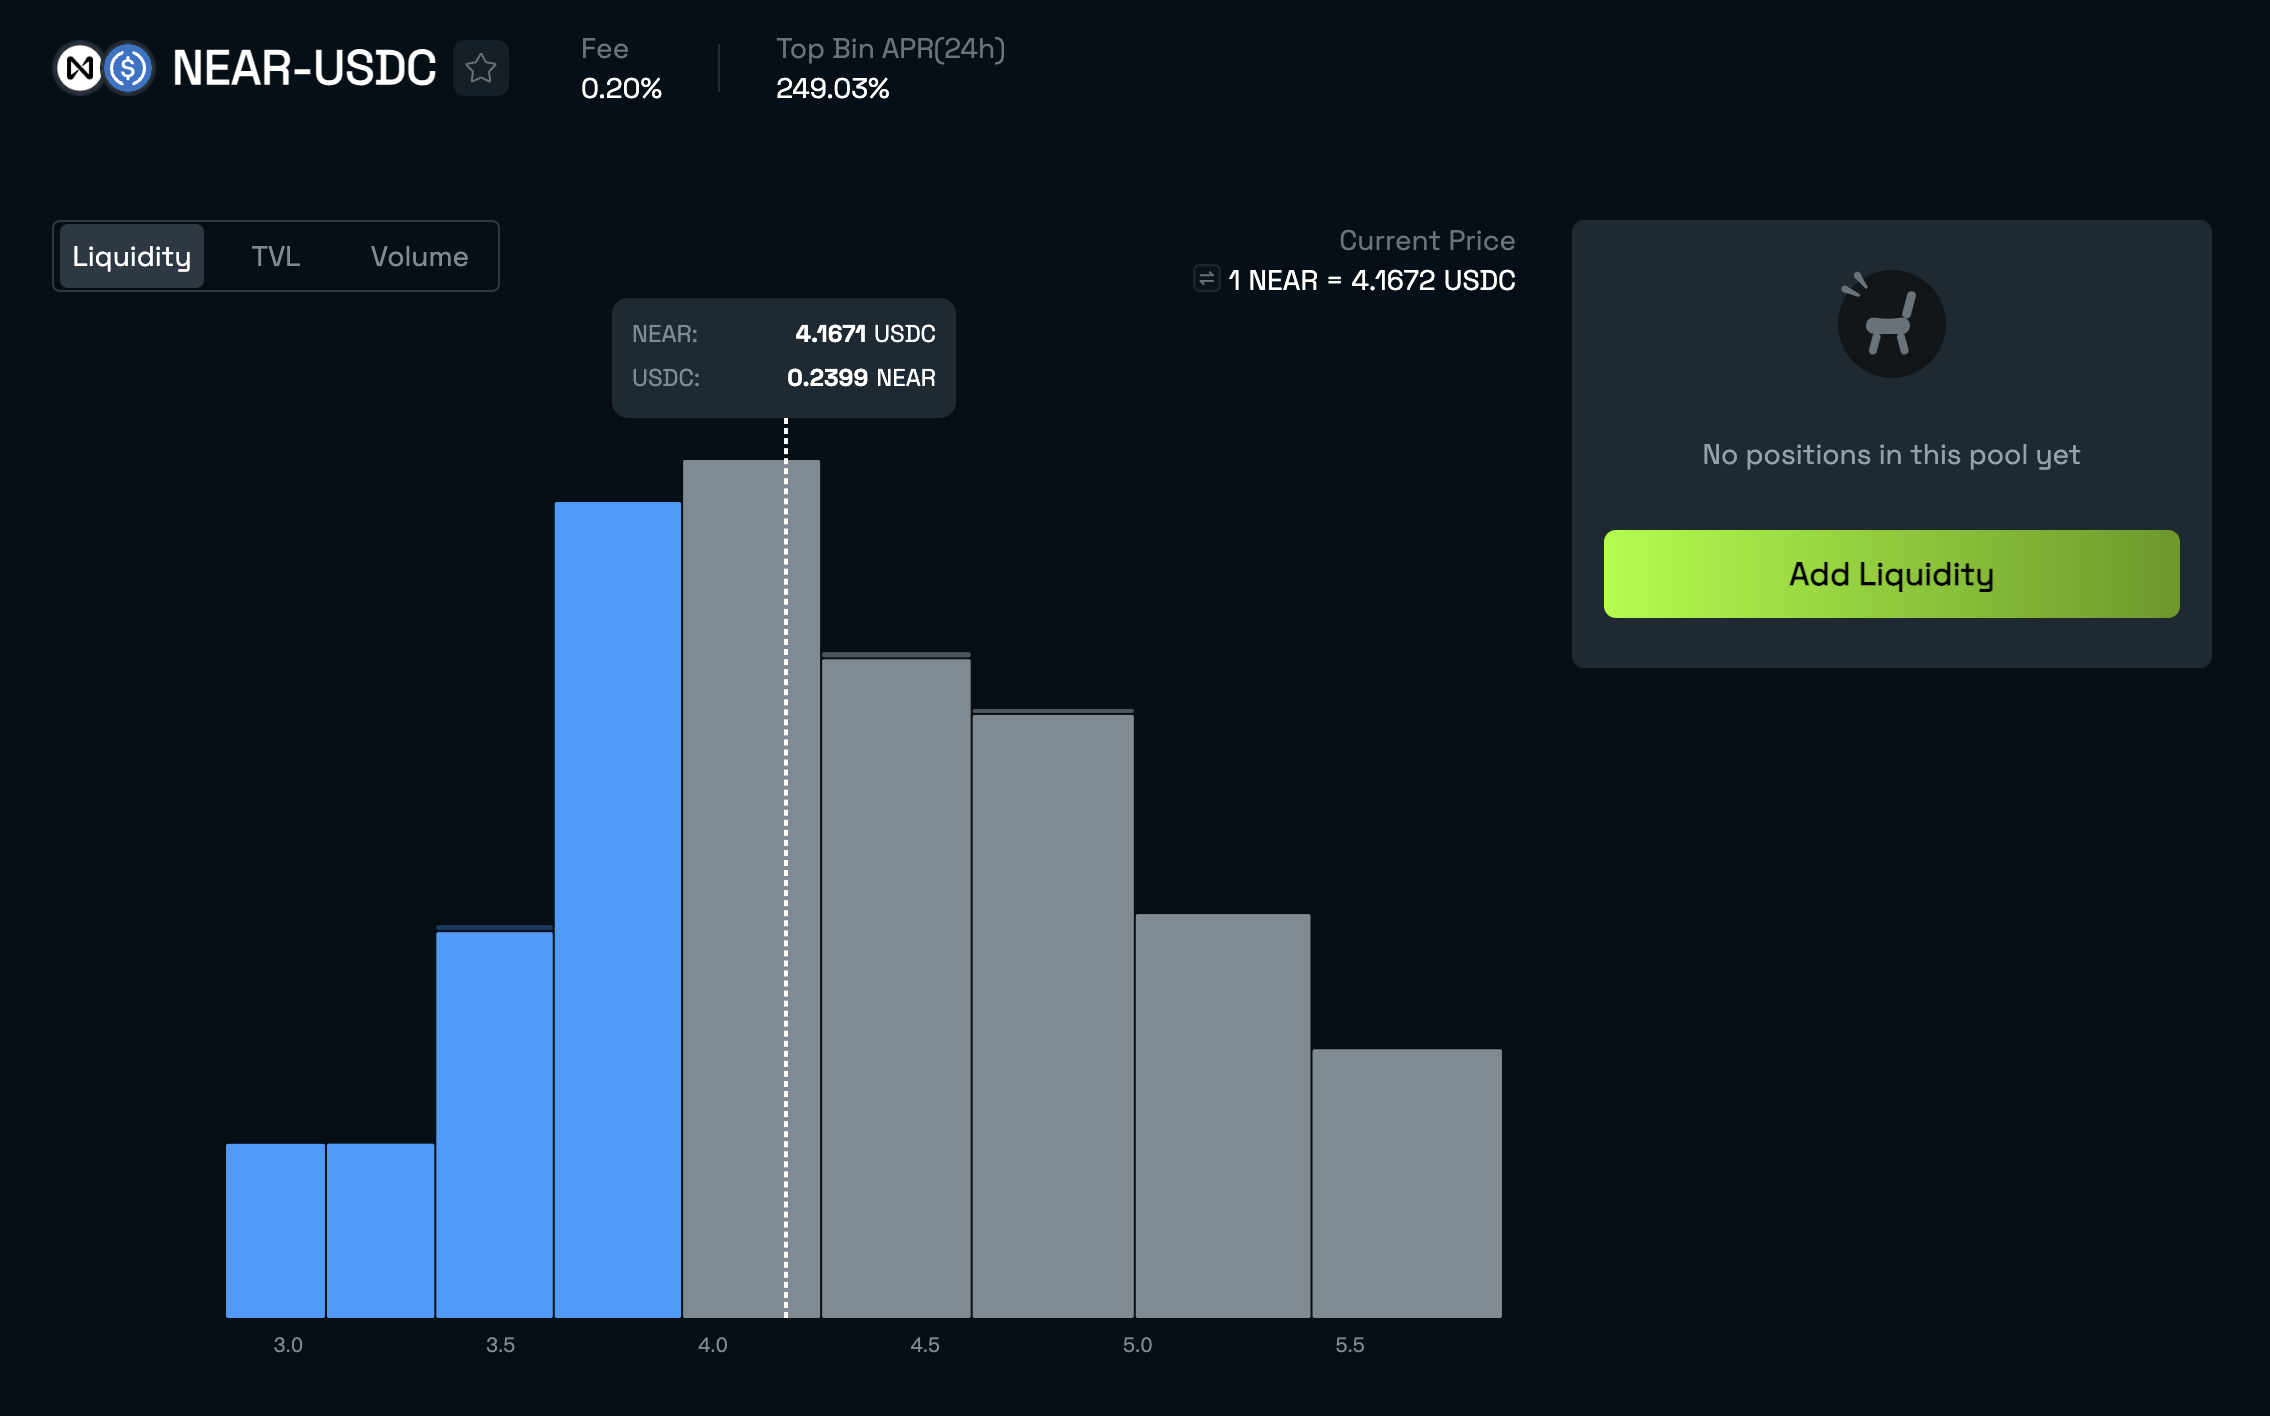 NEAR-USDC
Fee
0.20%
Top Bin APR(24h)
249.03%
Liquidity TVL Volume
Current Price
1 NEAR = 4.1672 USDC
NEAR: 4.1671 USDC
USDC: 0.2399 NEAR
No positions in this pool yet
Add Liquidity
3.0 3.5 4.0 4.5 5.0 5.5